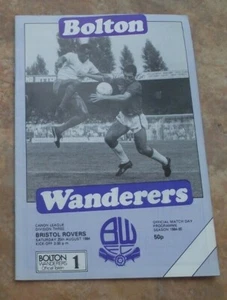 Bolton
Wanderers
CANON LEAGUE
DIVISION THREE
BRISTOL ROVERS
SATURDAY 25th AUGUST 1984
KICK OFF 3.00 p.m.
OFFICIAL MATCH DAY
PROGRAMME
SEASON 1984-85
50p
BOLTON
WANDERERS
1
BW